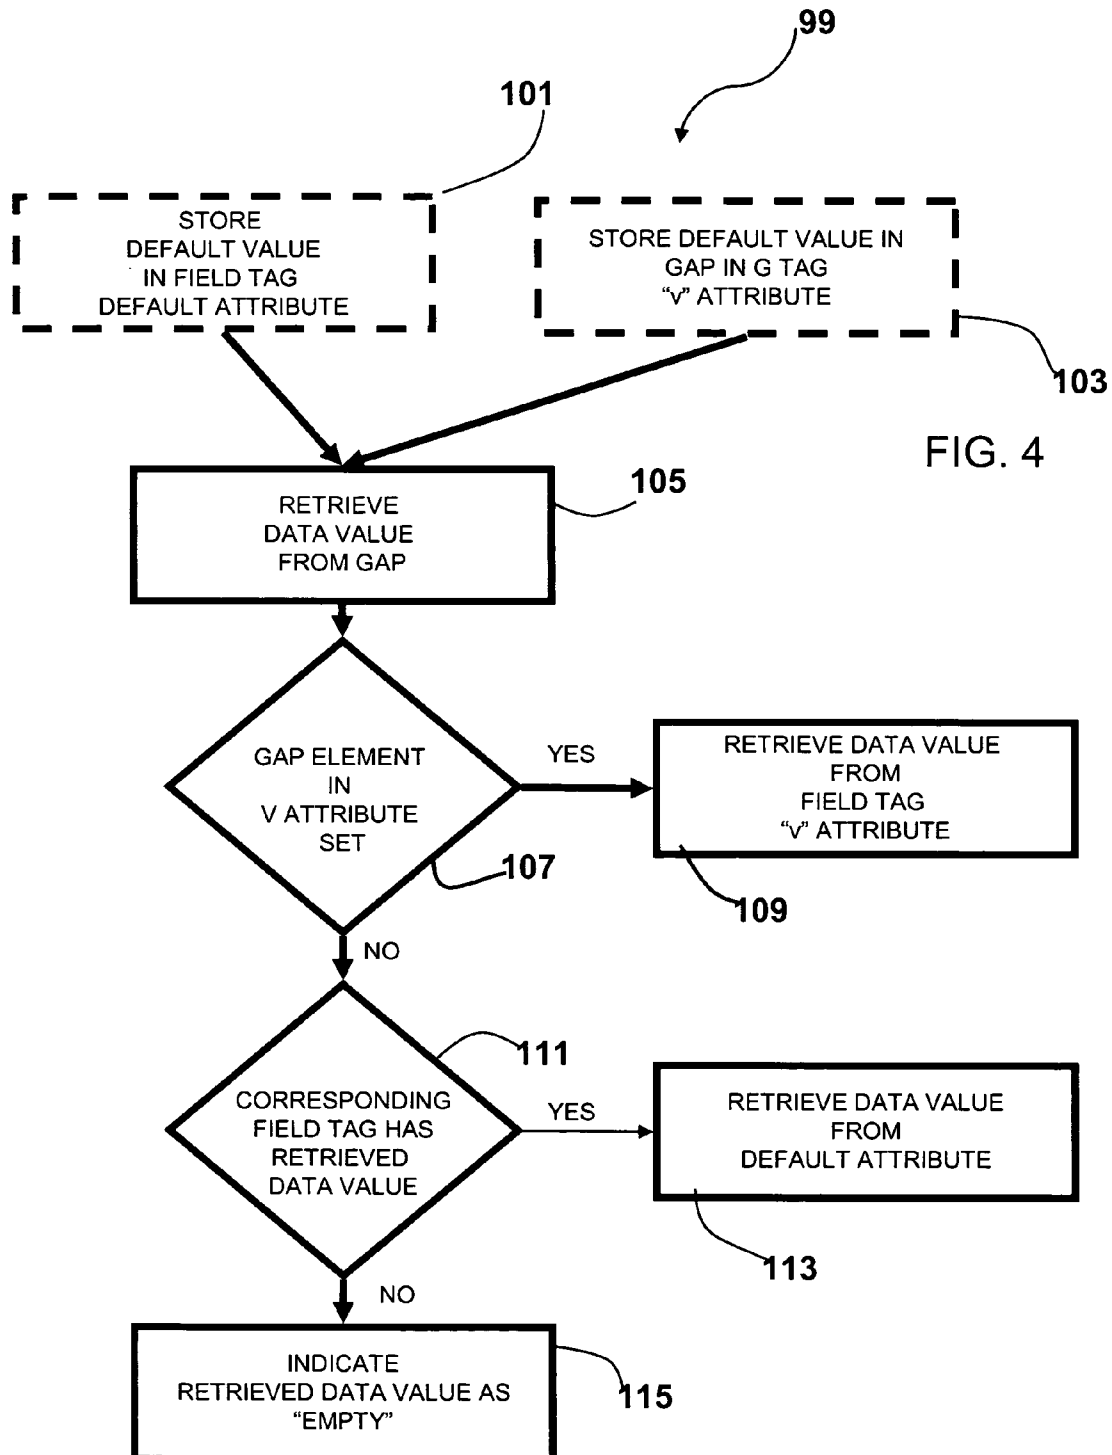 99
101
STORE
DEFAULT VALUE
IN FIELD TAG
DEFAULT ATTRIBUTE
STORE DEFAULT VALUE IN
GAP IN G TAG
"v" ATTRIBUTE
103
FIG. 4
105
RETRIEVE
DATA VALUE
FROM GAP
GAP ELEMENT
IN
V ATTRIBUTE
SET
YES
RETRIEVE DATA VALUE
FROM
FIELD TAG
"v" ATTRIBUTE
107
109
NO
111
CORRESPONDING
FIELD TAG HAS
RETRIEVED
DATA VALUE
YES
RETRIEVE DATA VALUE
FROM
DEFAULT ATTRIBUTE
113
NO
INDICATE
RETRIEVED DATA VALUE AS
"EMPTY"
115